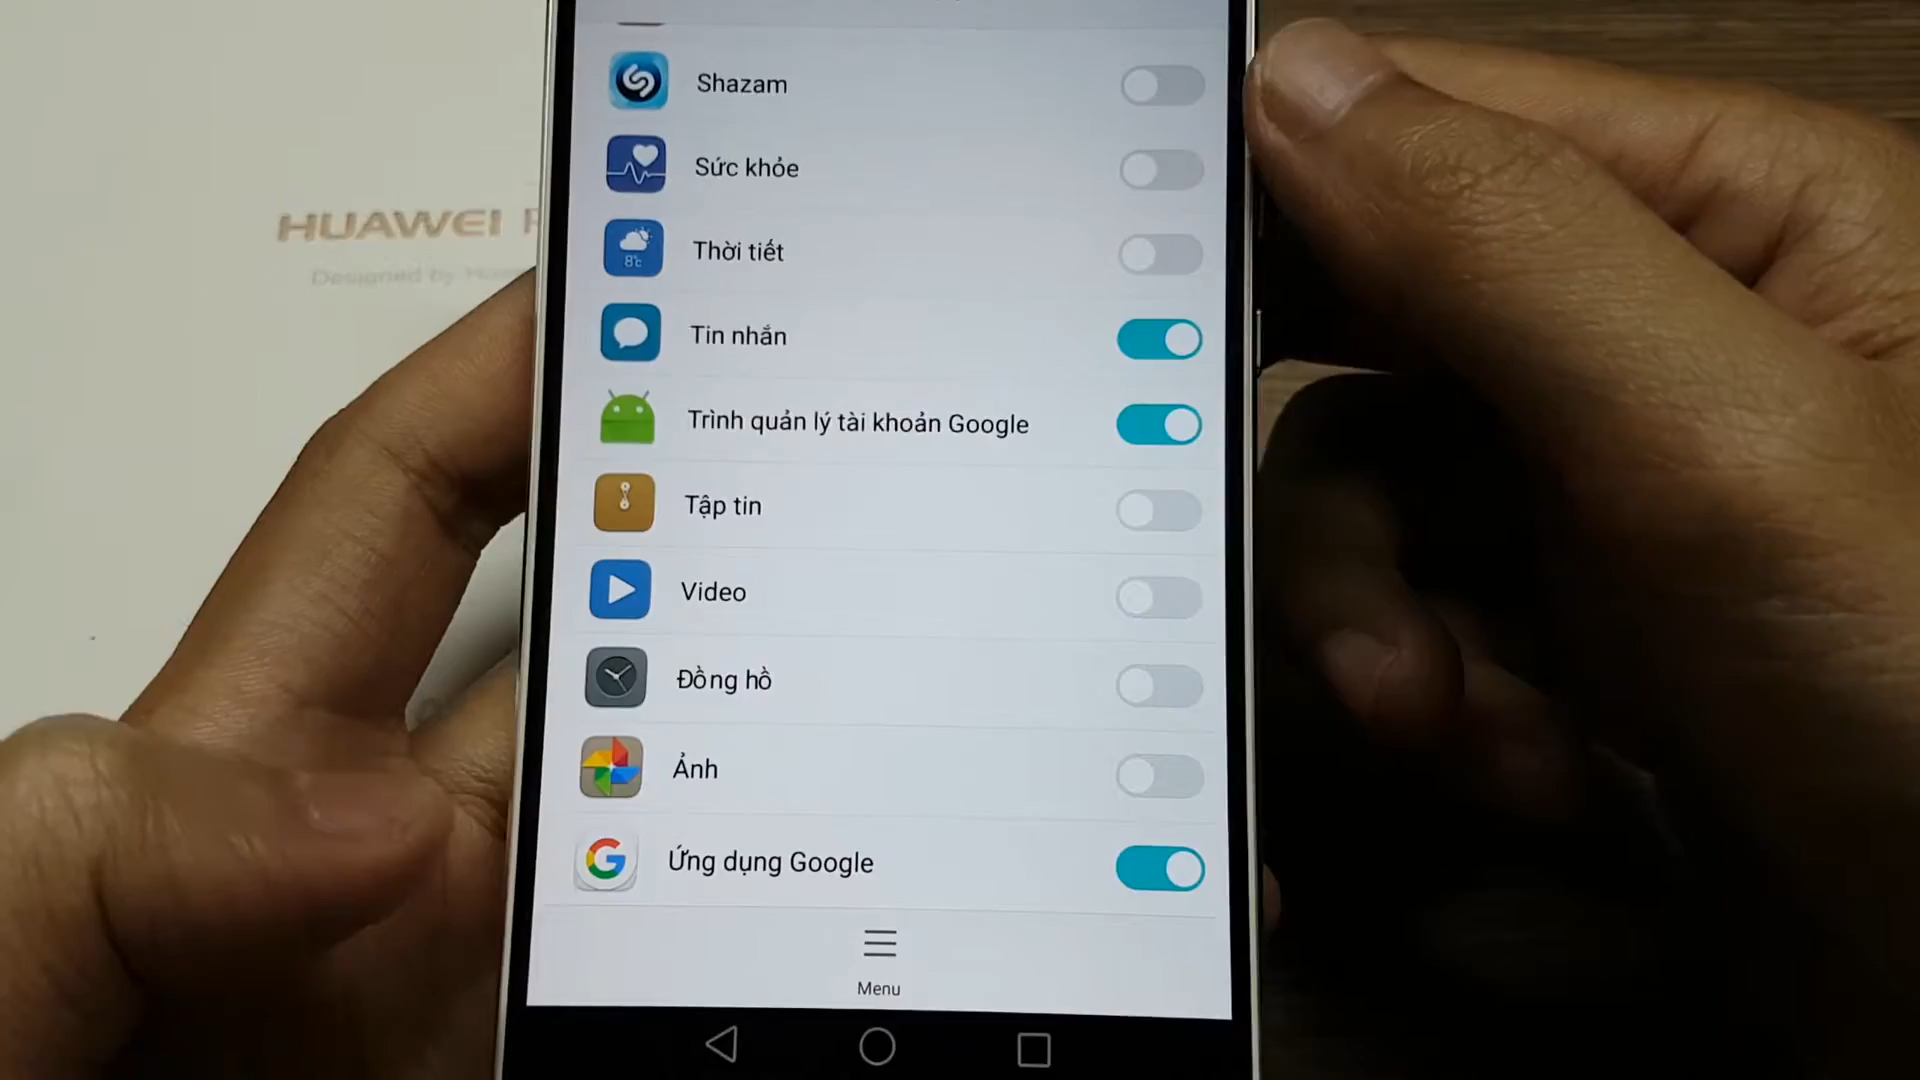 Shazam
Sức khỏe
8°c
Thời tiết
Tin nhắn
Trình quản lý tài khoản Google
Tập tin
Video
Đồng hồ
Ảnh
Ứng dụng Google
Menu
HUAWEI
Designed by